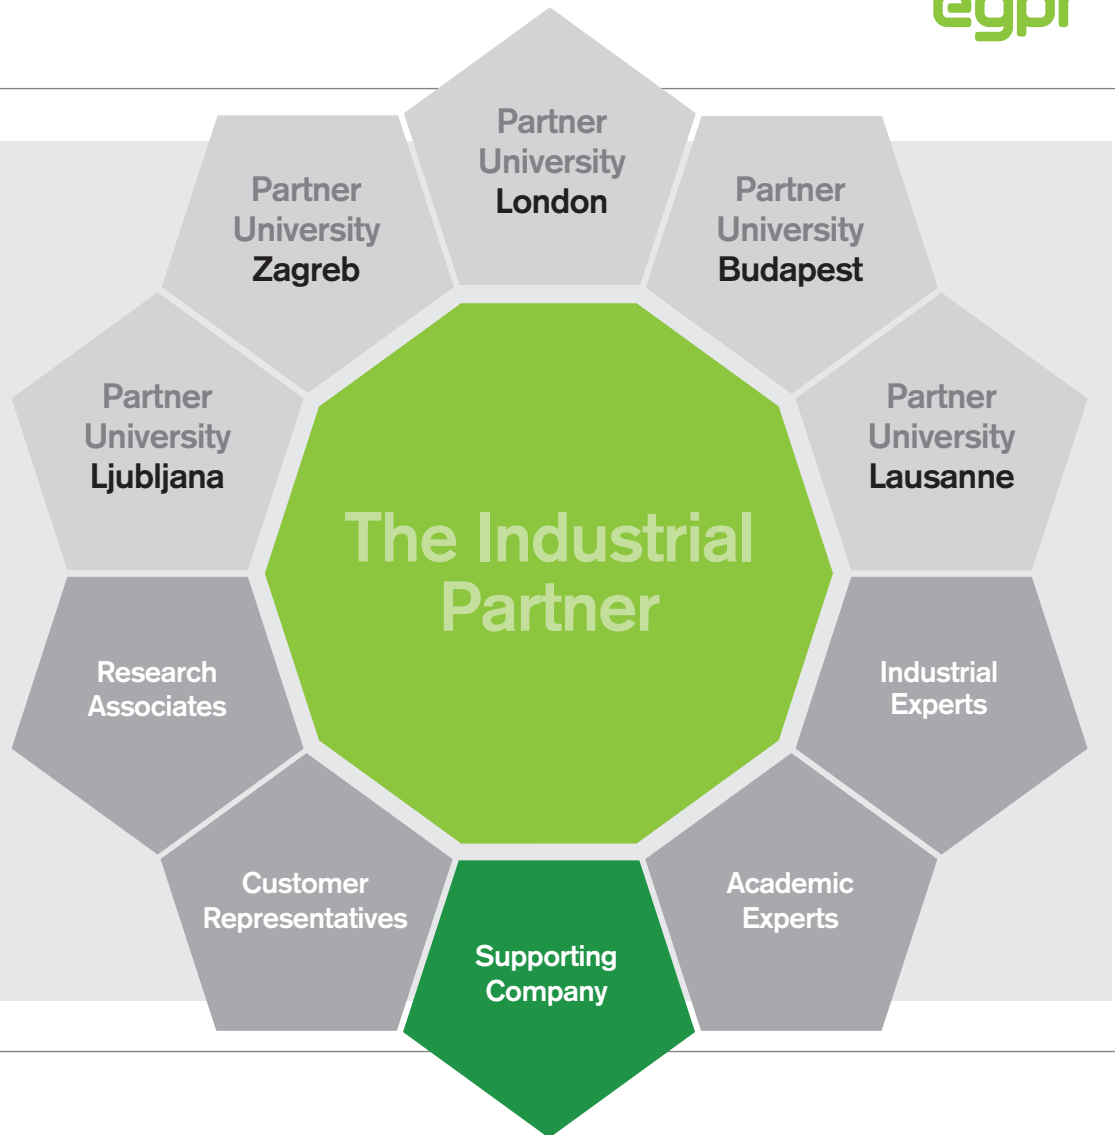 egpr
Partner
University
London
Partner
University
Zagreb
Partner
University
Budapest
Partner
University
Ljubljana
Partner
University
Lausanne
The Industrial
Partner
Research
Associates
Industrial
Experts
Customer
Representatives
Academic
Experts
Supporting
Company